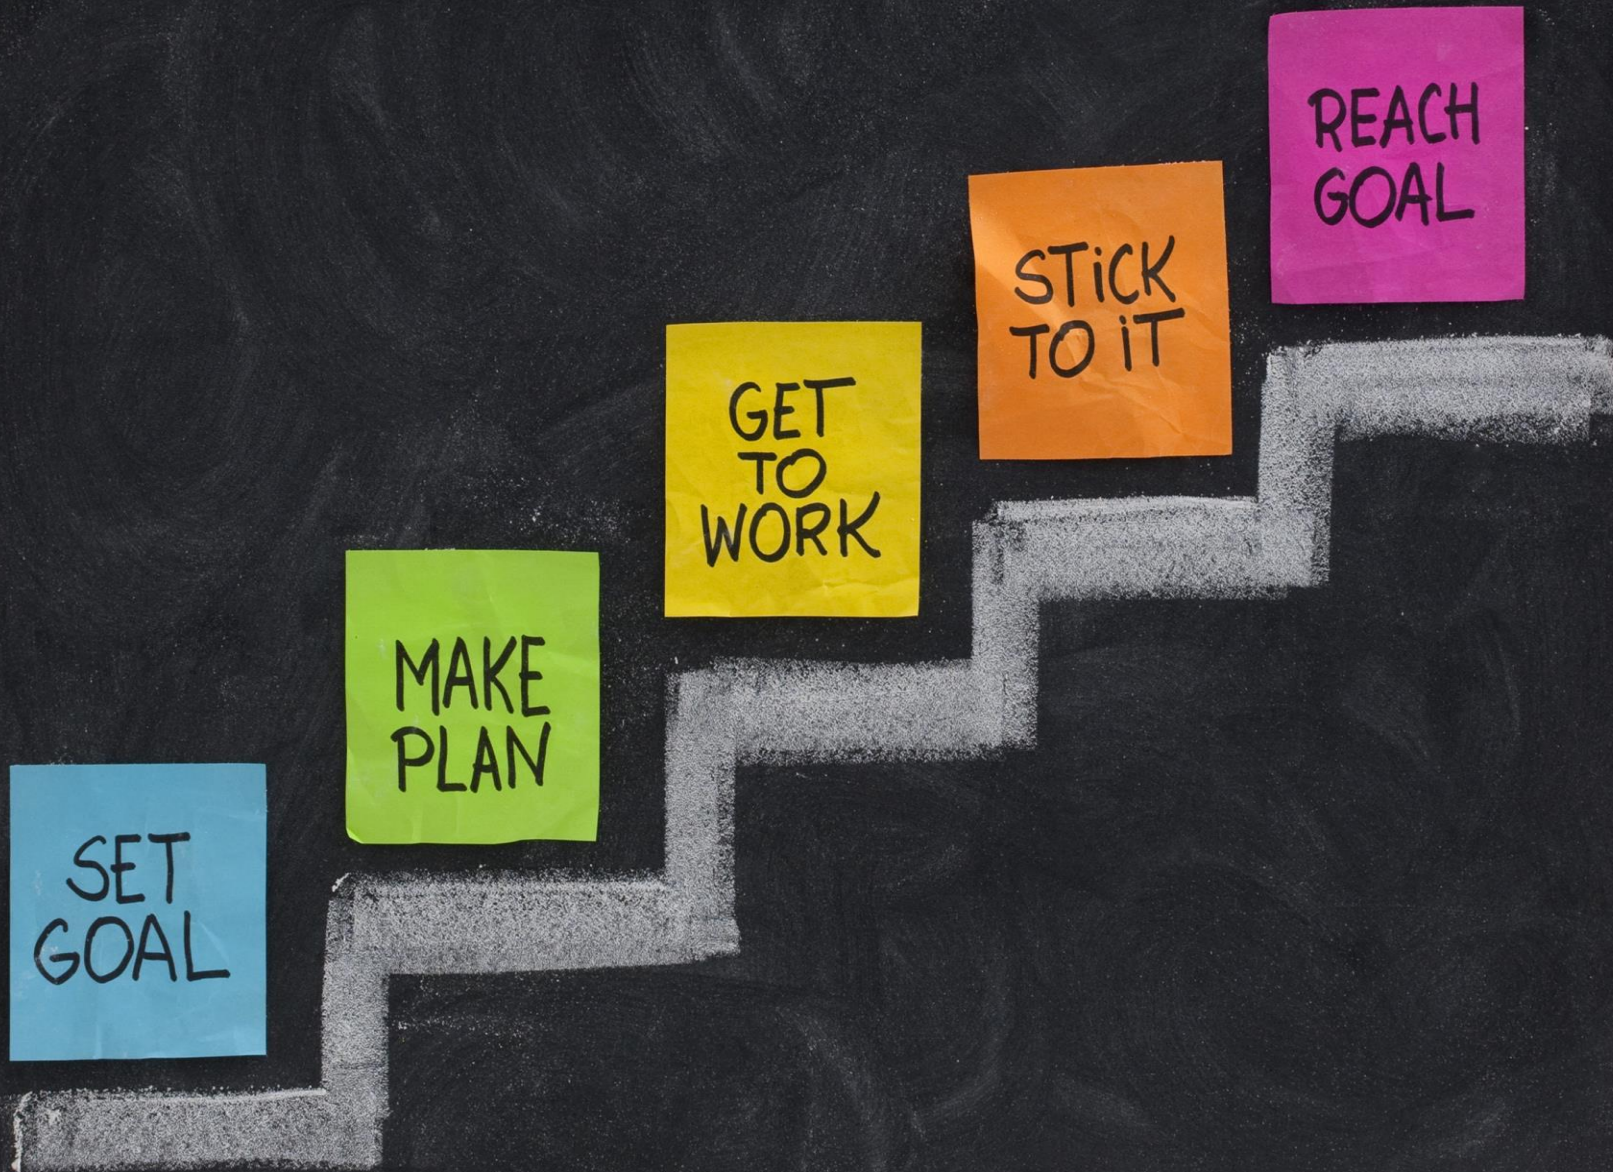 SET
GOAL
MAKE
PLAN
GET
TO
WORK
STiCK
TO iT
REACH
GOAL